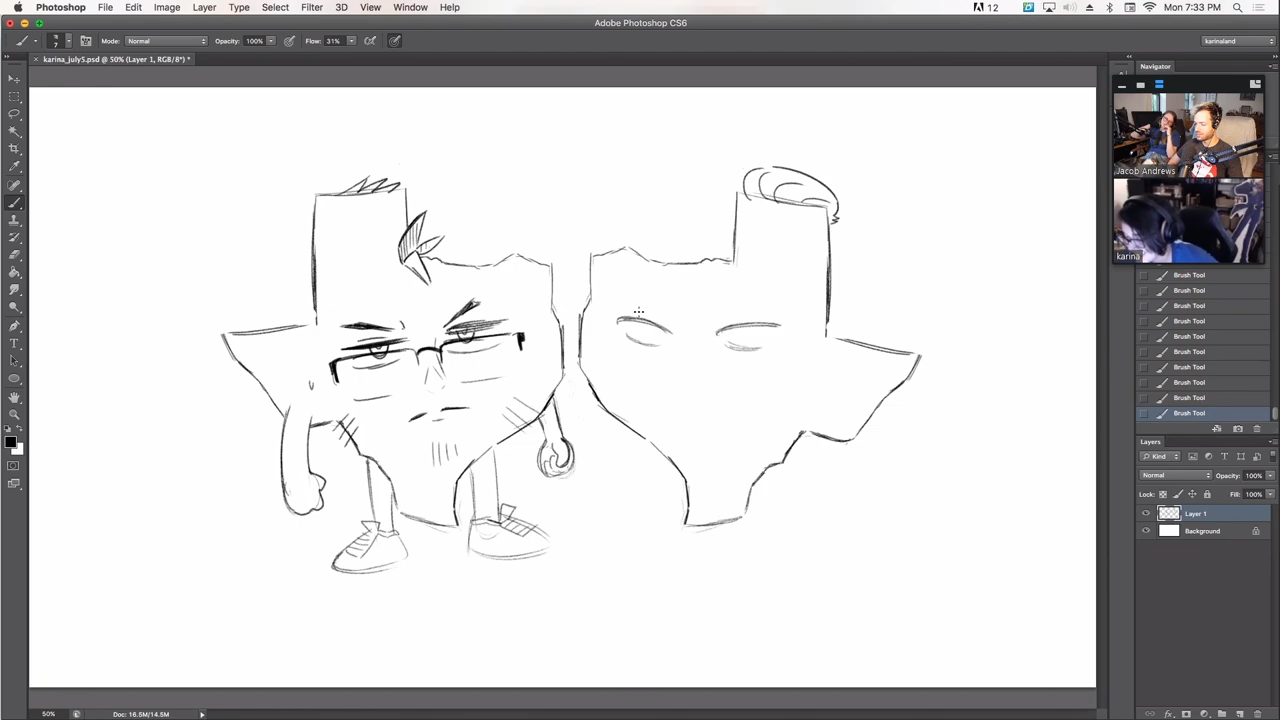 Photoshop File Edit Image Layer Type Select Filter 3D View Window Help 12 Mon 7:33 PM
Adobe Photoshop CS6
7 Mode: Normal Opacity: 100% Flow: 31% karinaland
× karina_july5.psd @ 50% (Layer 1, RGB/8*) *
Navigator
Jacob Andrews
karina
Brush Tool
Brush Tool
Brush Tool
Brush Tool
Brush Tool
Brush Tool
Brush Tool
Brush Tool
Brush Tool
Brush Tool
Layers
Kind
Normal Opacity: 100%
Lock: Fill: 100%
Layer 1
Background
50% Doc: 16.5M/14.5M